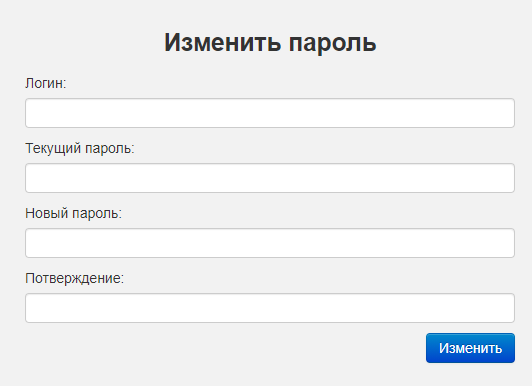 Изменить пароль
Логин:
Текущий пароль:
Новый пароль:
Потверждение:
Изменить